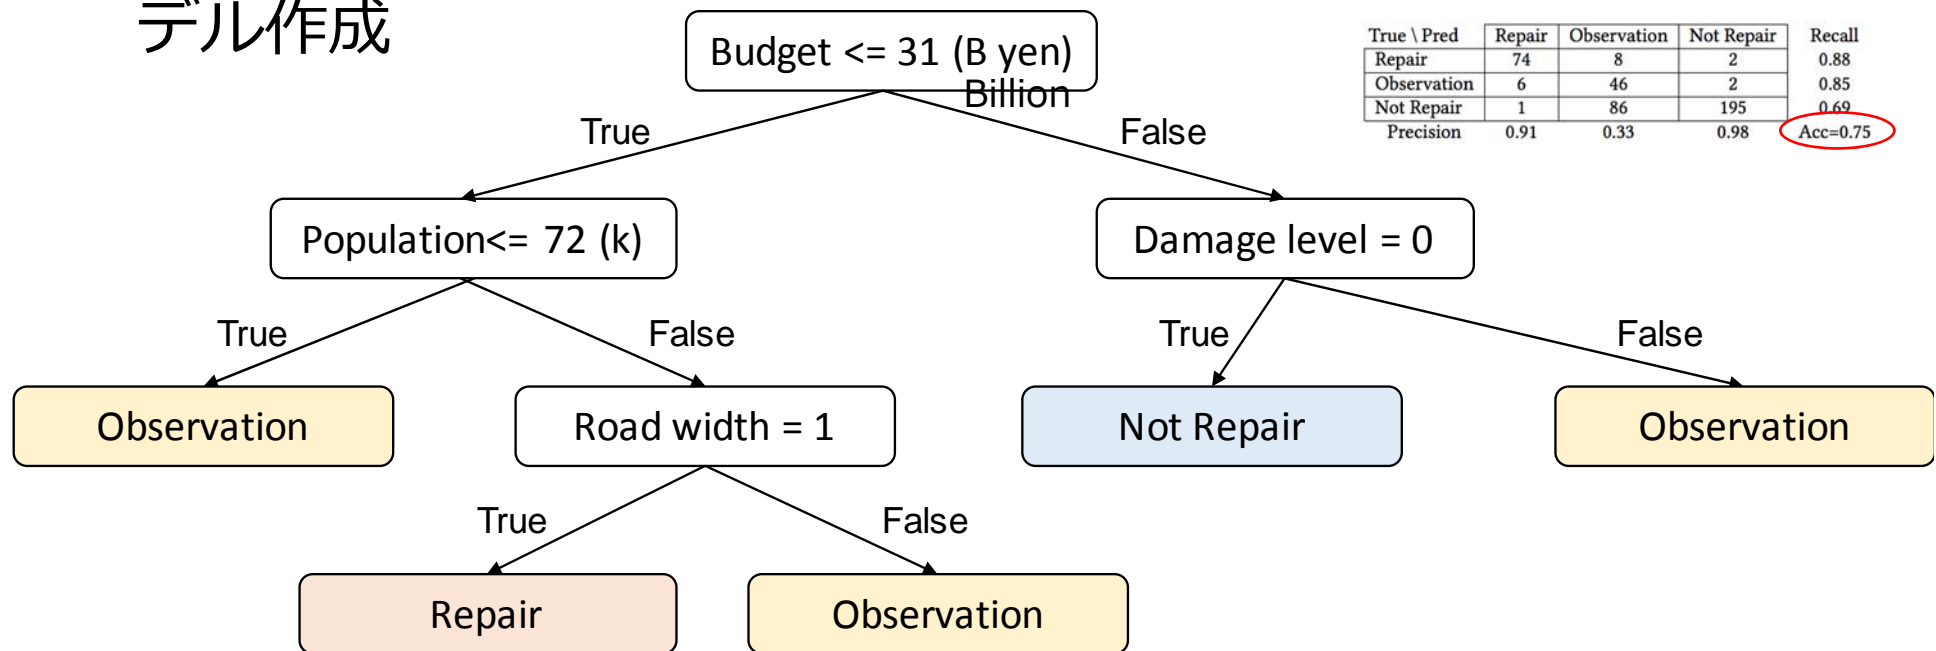 デル作成
Budget <= 31 (B yen)
Billion
True \ Pred Repair Observation Not Repair Recall
Repair 74 8 2 0.88
Observation 6 46 2 0.85
Not Repair 1 86 195 0.69
Precision 0.91 0.33 0.98 Acc=0.75
True False
Population<= 72 (k) Damage level = 0
True False True False
Observation Road width = 1 Not Repair Observation
True False
Repair Observation